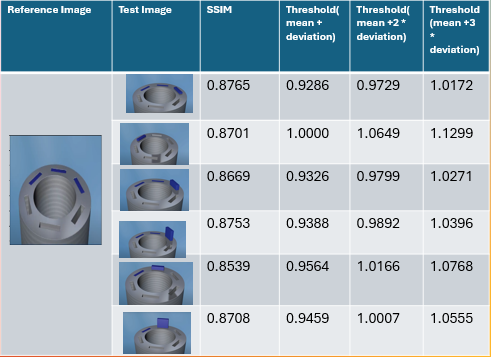 Reference Image Test Image SSIM Threshold( Threshold( Threshold
mean + mean +2 * (mean +3
deviation) deviation) *
deviation)
0.8765 0.9286 0.9729 1.0172
0.8701 1.0000 1.0649 1.1299
0.8669 0.9326 0.9799 1.0271
0.8753 0.9388 0.9892 1.0396
0.8539 0.9564 1.0166 1.0768
0.8708 0.9459 1.0007 1.0555